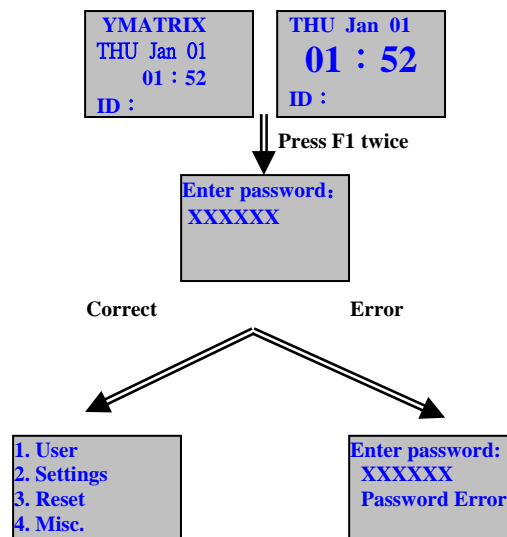 YMATRIX
THU Jan 01
01：52
ID：
THU Jan 01
01：52
ID：
Press F1 twice
Enter password：
XXXXXX
Correct
Error
1. User
2. Settings
3. Reset
4. Misc.
Enter password:
XXXXXX
Password Error